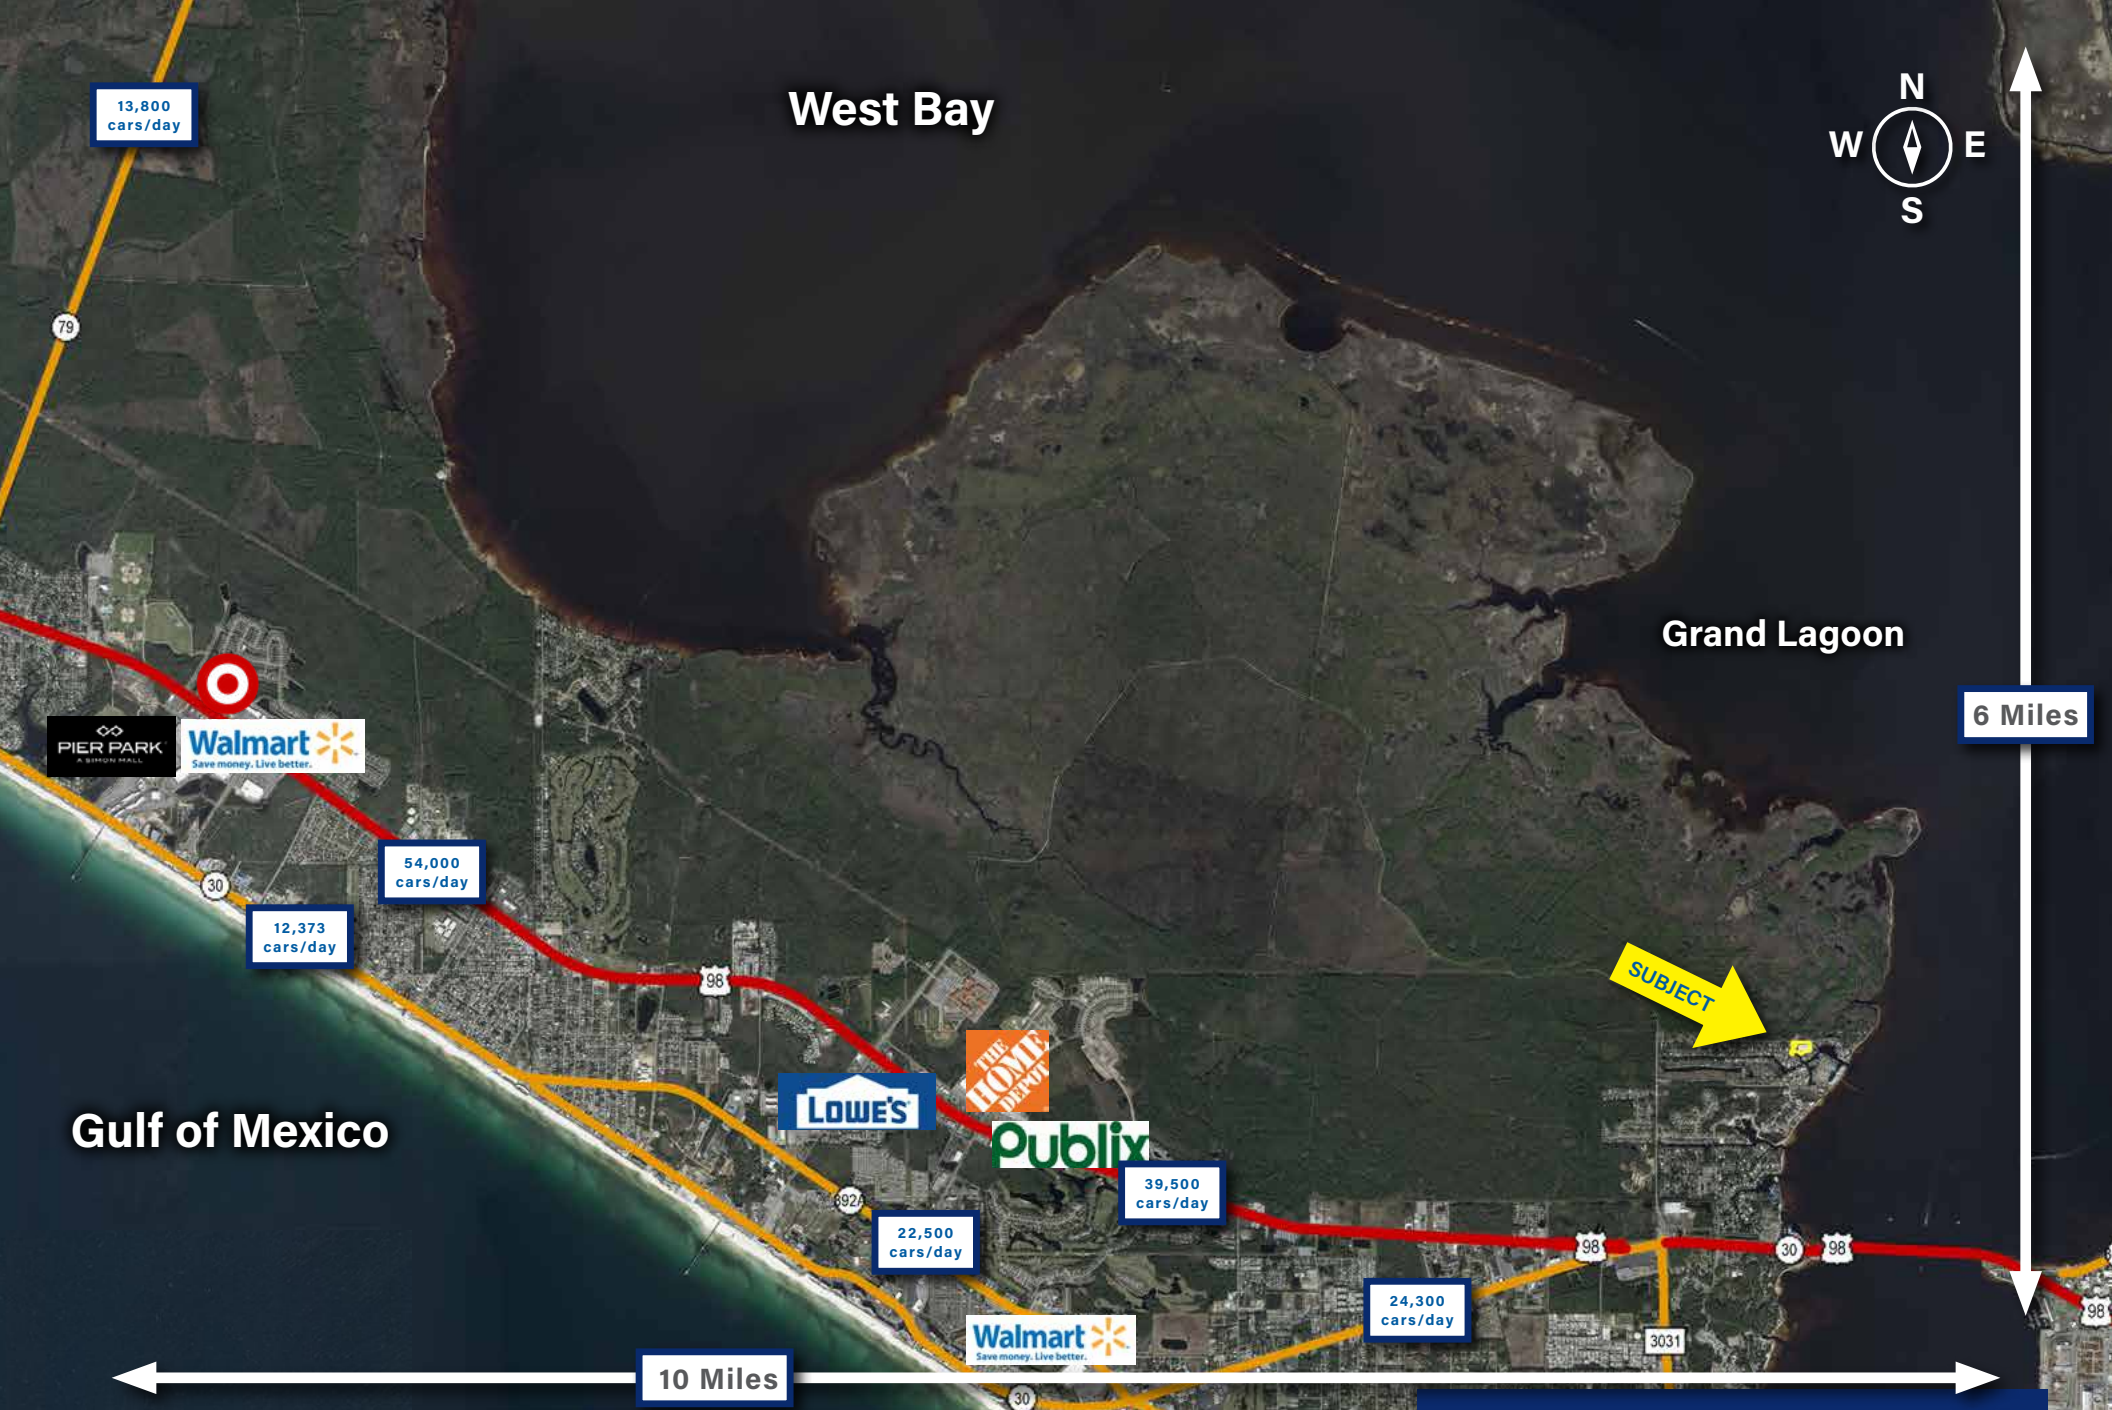 West Bay
N
W
E
S
13,800
cars/day
79
Grand Lagoon
6 Miles
PIER PARK
A SIMON MALL
Walmart
Save money. Live better.
54,000
cars/day
30
12,373
cars/day
98
SUBJECT
THE
HOME
DEPOT
LOWE'S
Gulf of Mexico
Publix
39,500
cars/day
392A
22,500
cars/day
98
30
98
24,300
cars/day
98
Walmart
Save money. Live better.
3031
10 Miles
30